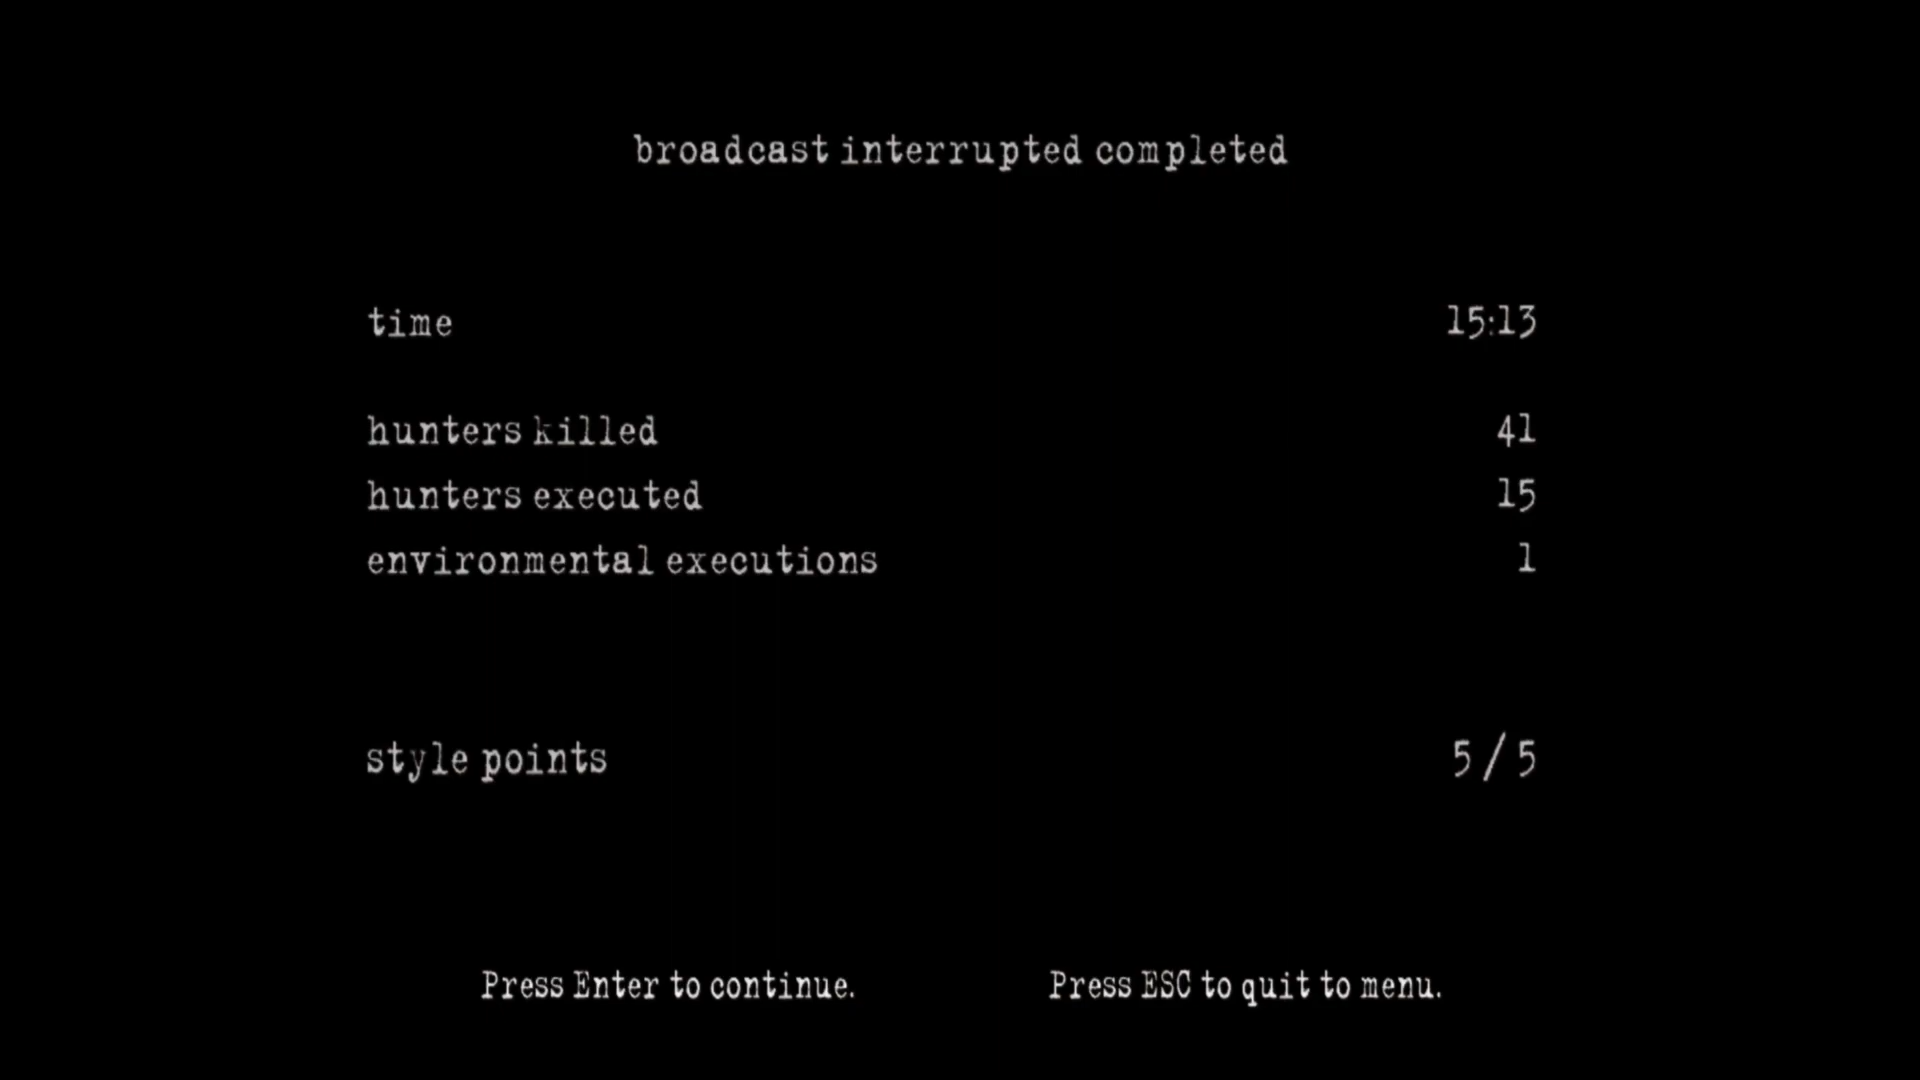 broadcast interrupted completed
time 15:13
hunters killed 41
hunters executed 15
environmental executions 1
style points 5 / 5
Press Enter to continue. Press ESC to quit to menu.